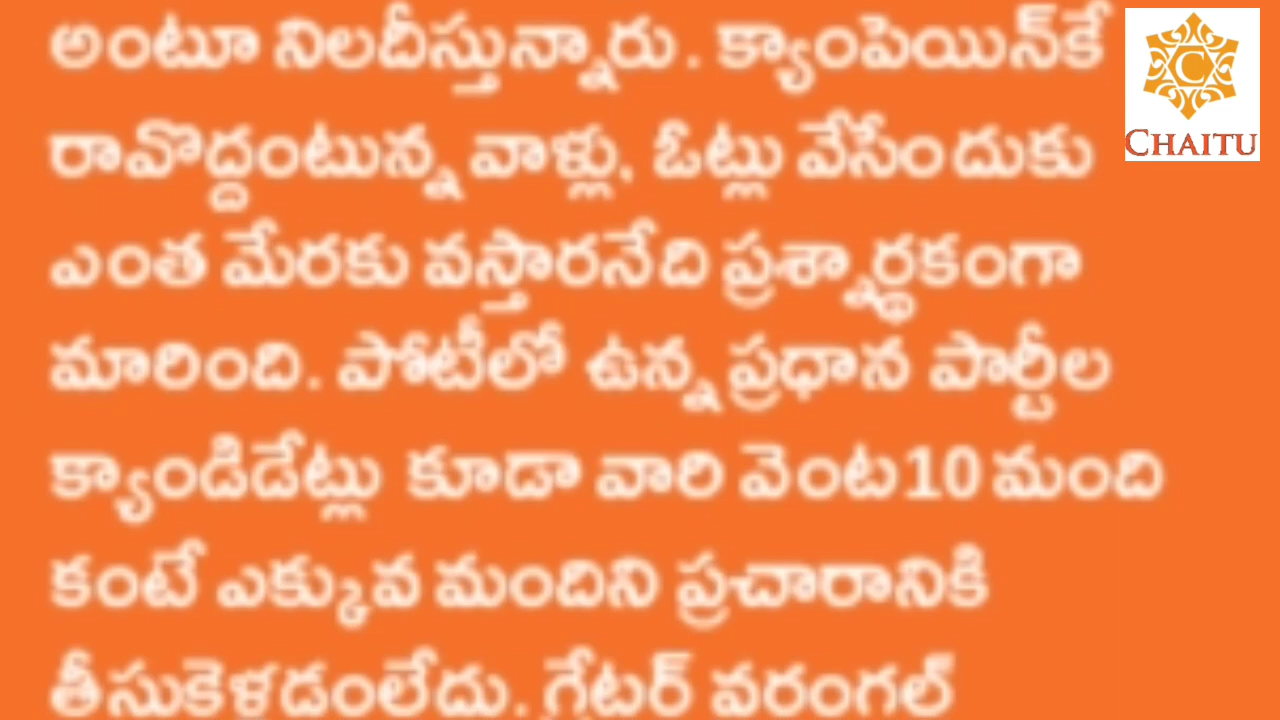 అంటూ నిలదీస్తున్నారు. క్యాంపెయిన్‌కే
రావొద్దంటున్న వాళ్లు, ఓట్లు వేసేందుకు
ఎంత మేరకు వస్తారనేది ప్రశ్నార్థకంగా
మారింది. పోటీలో ఉన్న ప్రధాన పార్టీల
క్యాండిడేట్లు కూడా వారి వెంట 10 మంది
కంటే ఎక్కువ మందిని ప్రచారానికి
తీసుకెళ్లడంలేదు. గ్రేటర్ వరంగల్
C
CHAITU